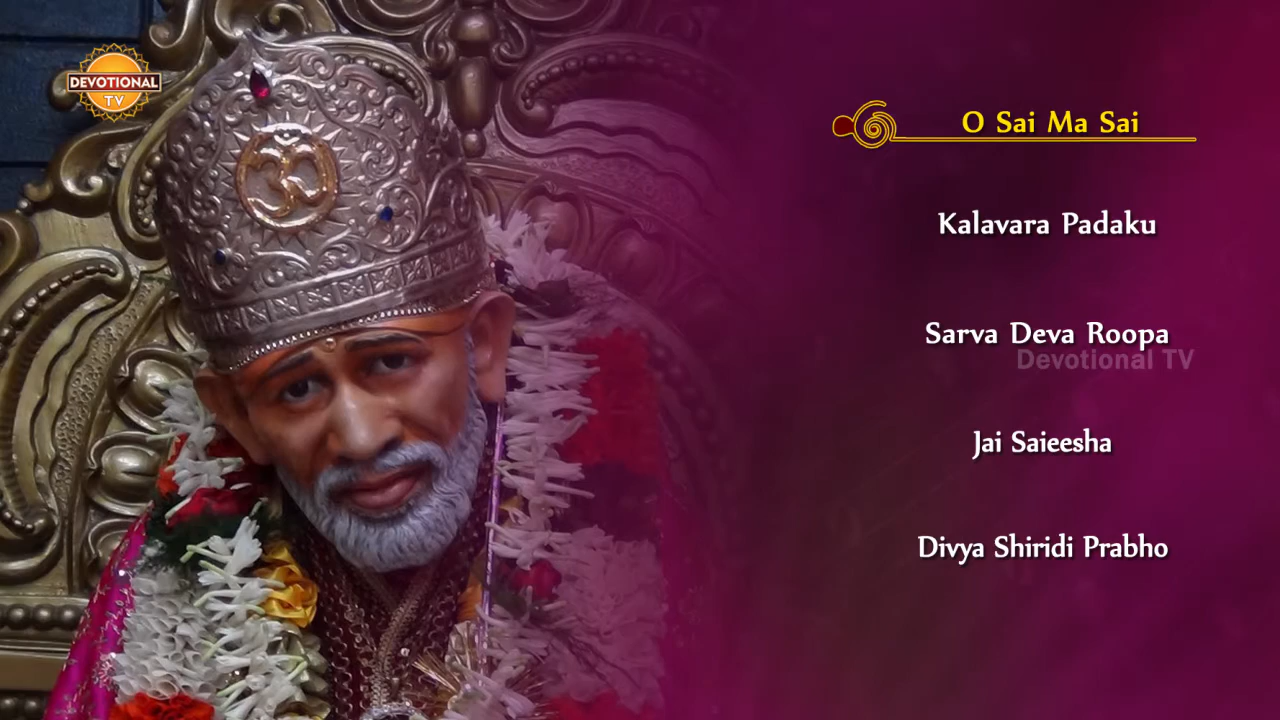 DEVOTIONAL
TV
ॐ
O Sai Ma Sai
Kalavara Padaku
Sarva Deva Roopa
Devotional TV
Jai Saieesha
Divya Shiridi Prabho